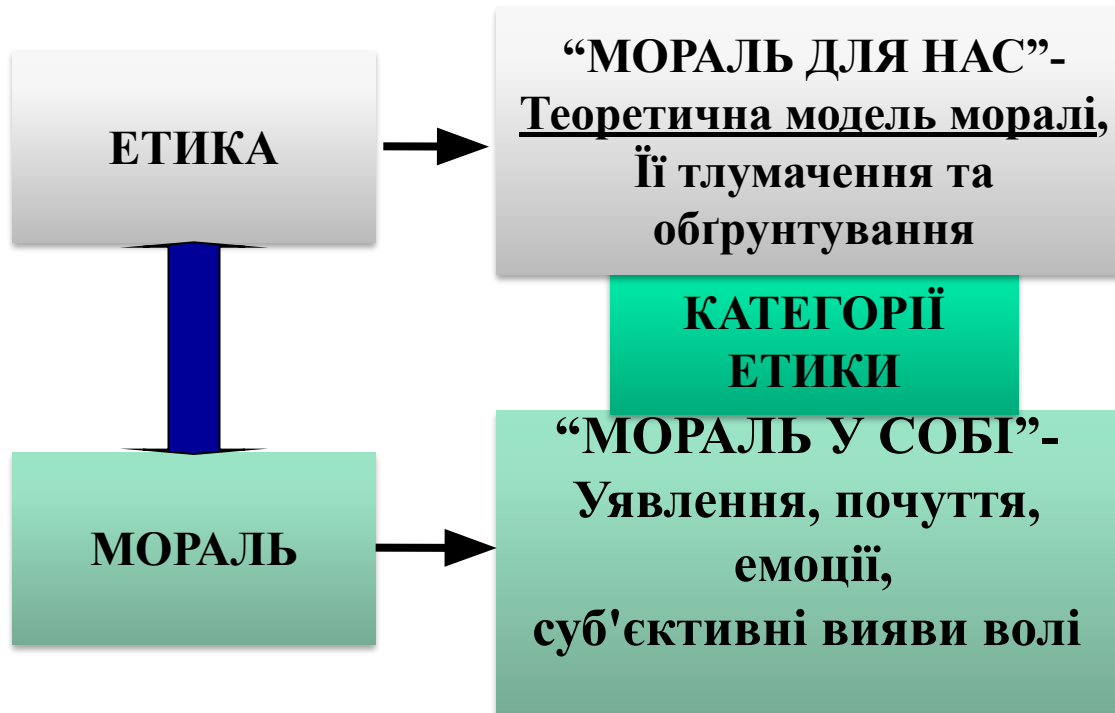 ЕТИКА
“МОРАЛЬ ДЛЯ НАС”-
Теоретична модель моралі,
Її тлумачення та
обґрунтування
КАТЕГОРІЇ
ЕТИКИ
МОРАЛЬ
“МОРАЛЬ У СОБІ”-
Уявлення, почуття,
емоції,
суб'єктивні вияви волі